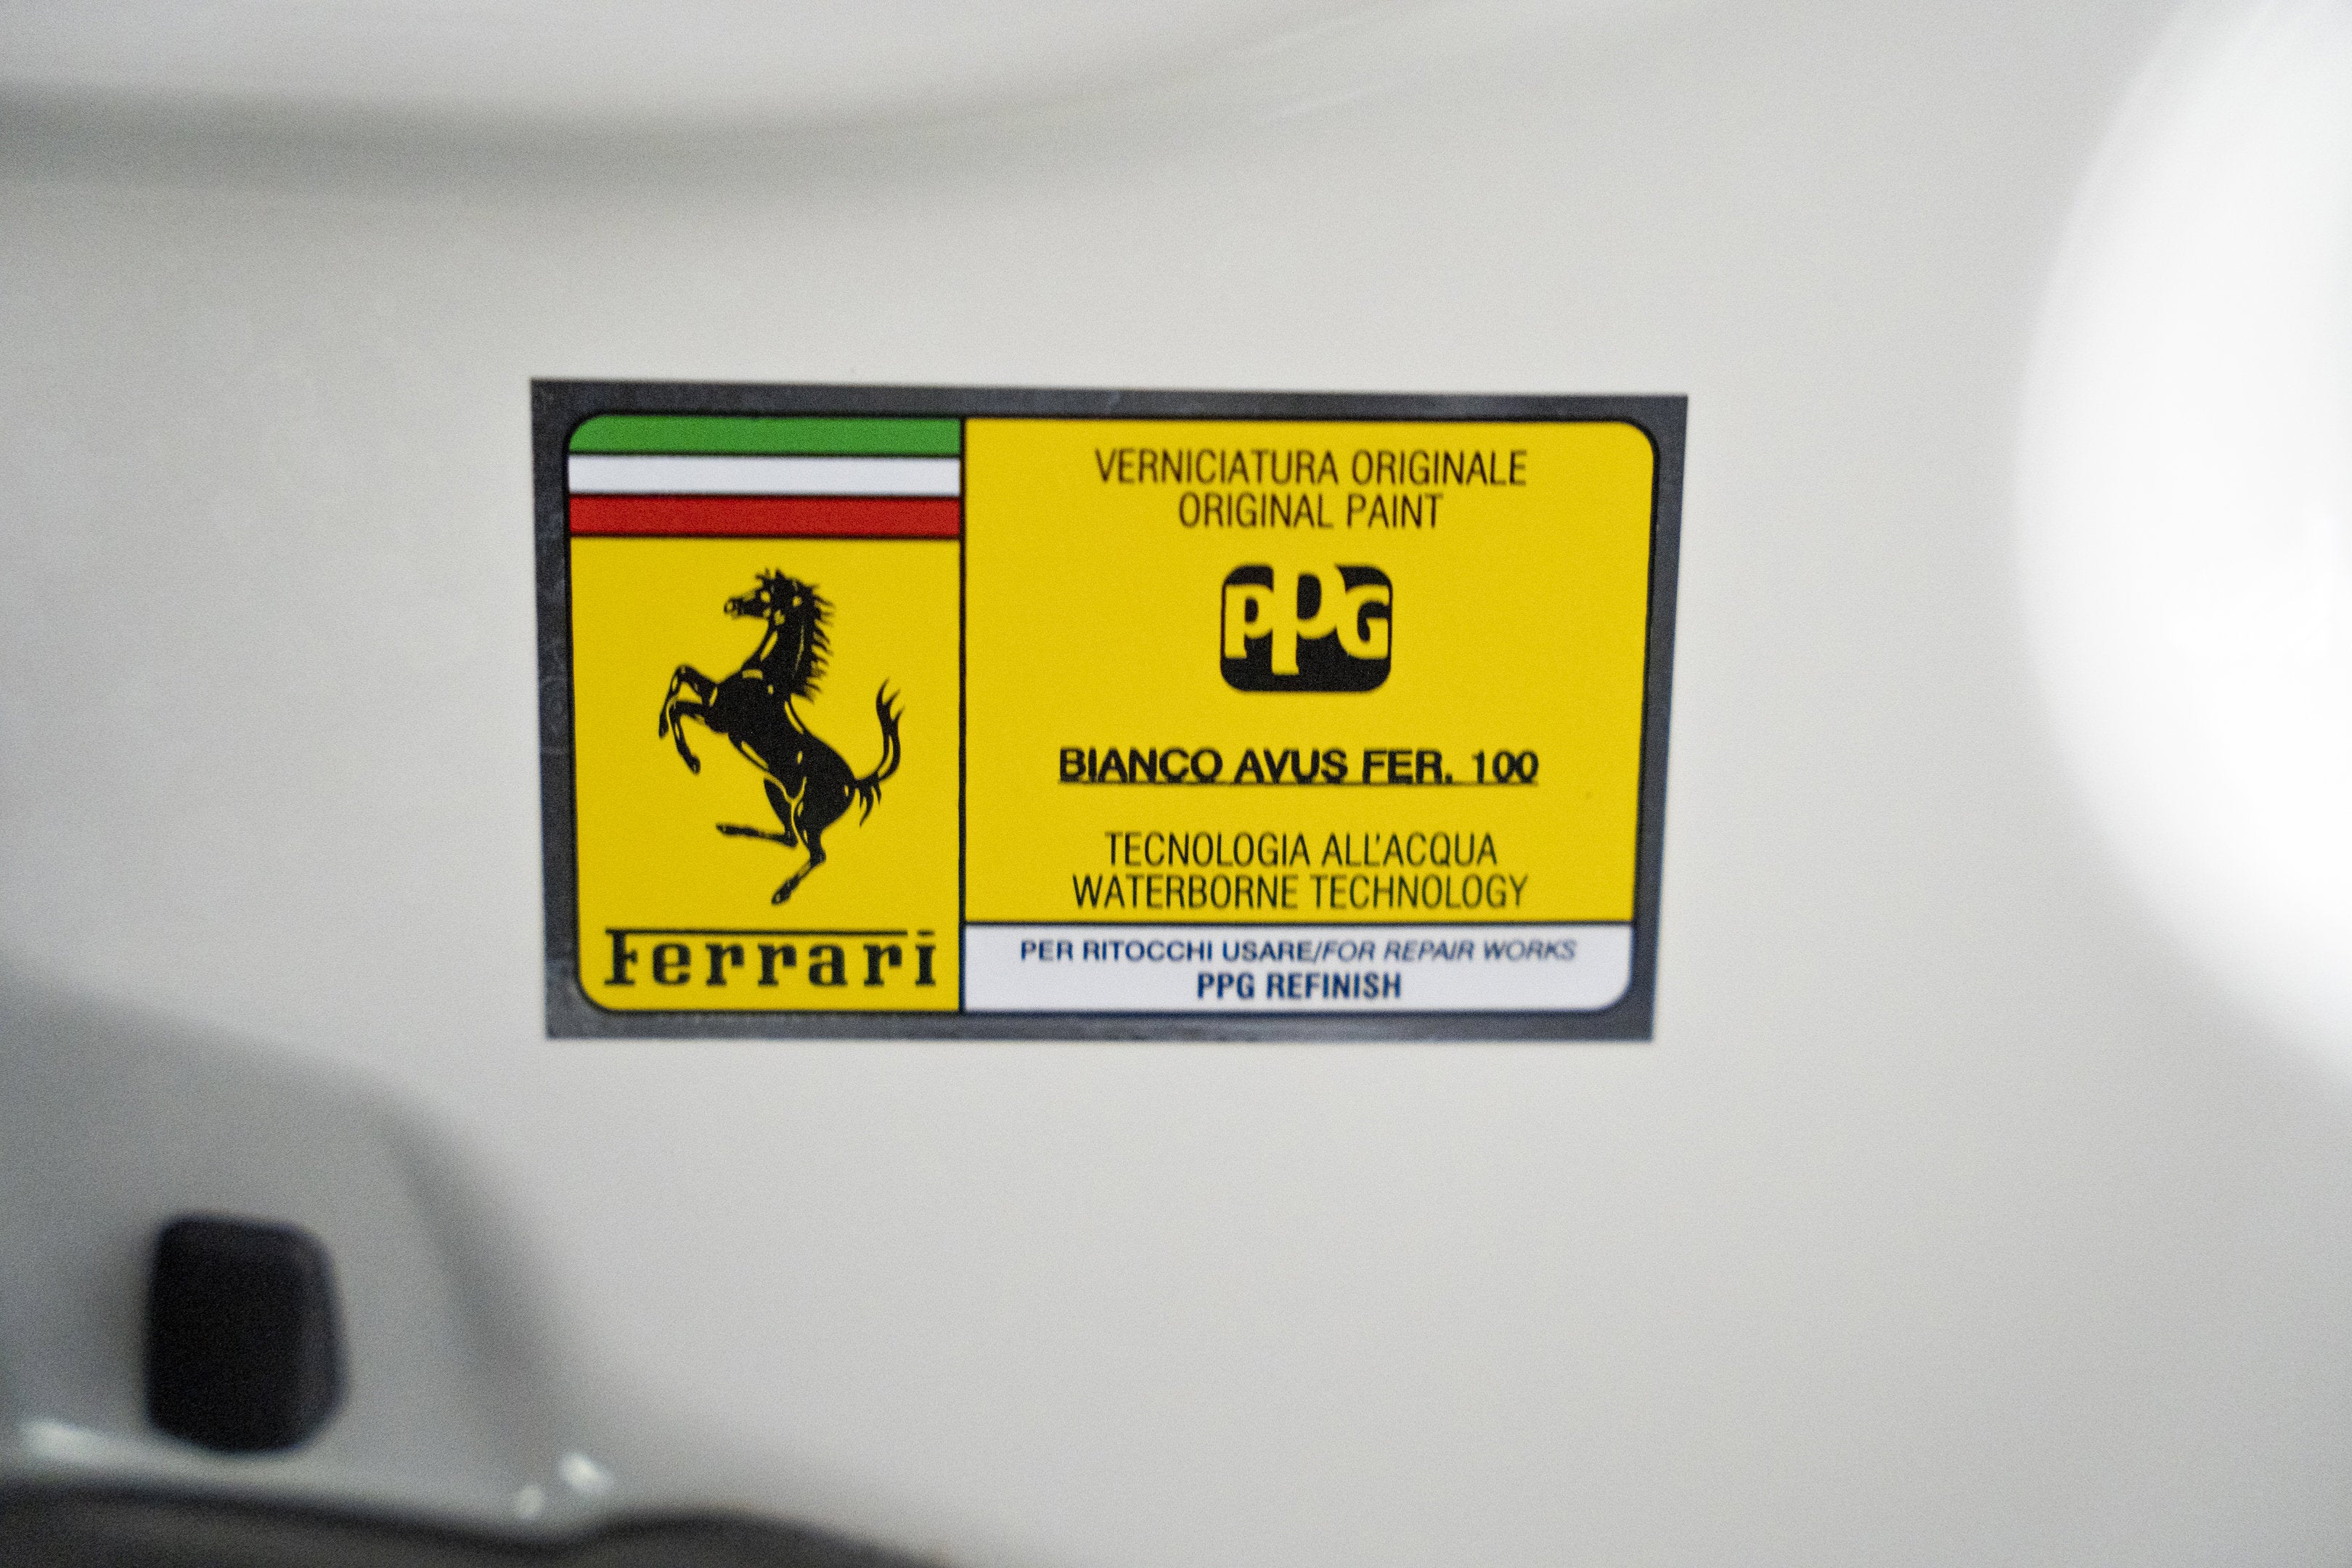 VERNICIATURA ORIGINALE
ORIGINAL PAINT
PPG
BIANCO AVUS FER. 100
TECNOLOGIA ALL'ACQUA
WATERBORNE TECHNOLOGY
PER RITOCCHI USARE/FOR REPAIR WORKS
PPG REFINISH
Ferrari